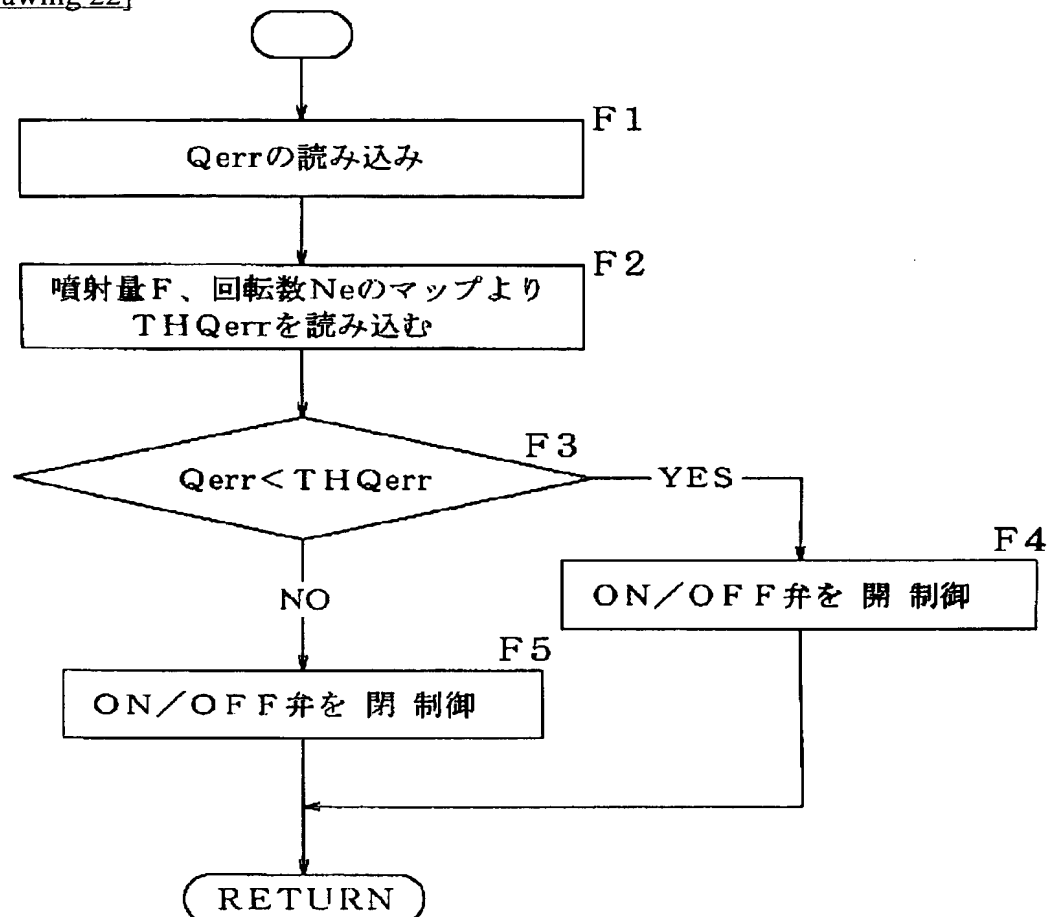 awing 22]
F1
Qerrの読み込み
F2
噴射量F、回転数Neのマップより
THQerrを読み込む
F3
Qerr<THQerr
YES
F4
ON/OFF弁を 開 制御
NO
F5
ON/OFF弁を 閉 制御
RETURN